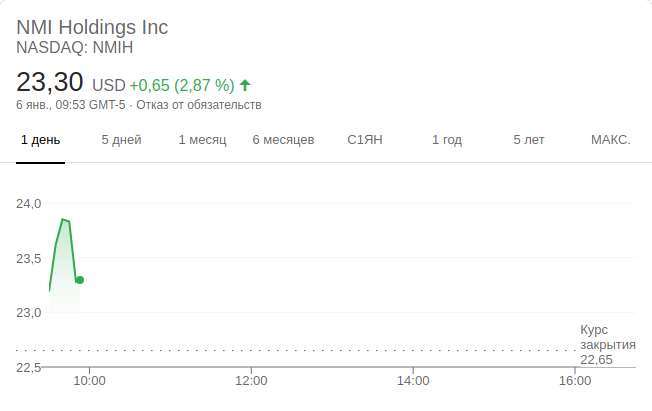 NMI Holdings Inc
NASDAQ: NMIH
23,30 USD +0,65 (2,87 %)
6 янв., 09:53 GMT-5 · Отказ от обязательств
1 день 5 дней 1 месяц 6 месяцев С1ЯН 1 год 5 лет МАКС.
24,0
23,5
23,0
Курс
закрытия
22,65
22,5
10:00 12:00 14:00 16:00